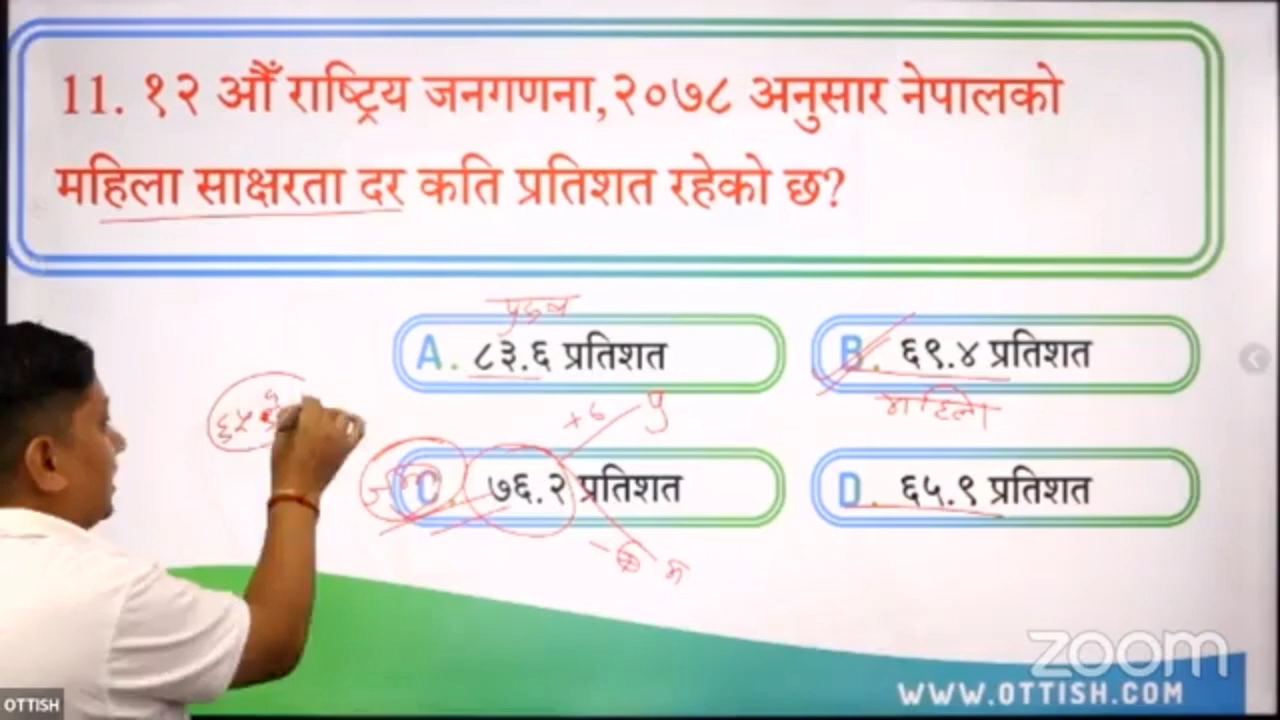 11. १२ औँ राष्ट्रिय जनगणना,२०७८ अनुसार नेपालको
महिला साक्षरता दर कति प्रतिशत रहेको छ?
पुरुष
A. ८३.६ प्रतिशत
B. ६९.४ प्रतिशत
महिला
+७ पु
C. ७६.२ प्रतिशत
D. ६५.९ प्रतिशत
म
zoom
WWW.OTTISH.COM
OTTISH